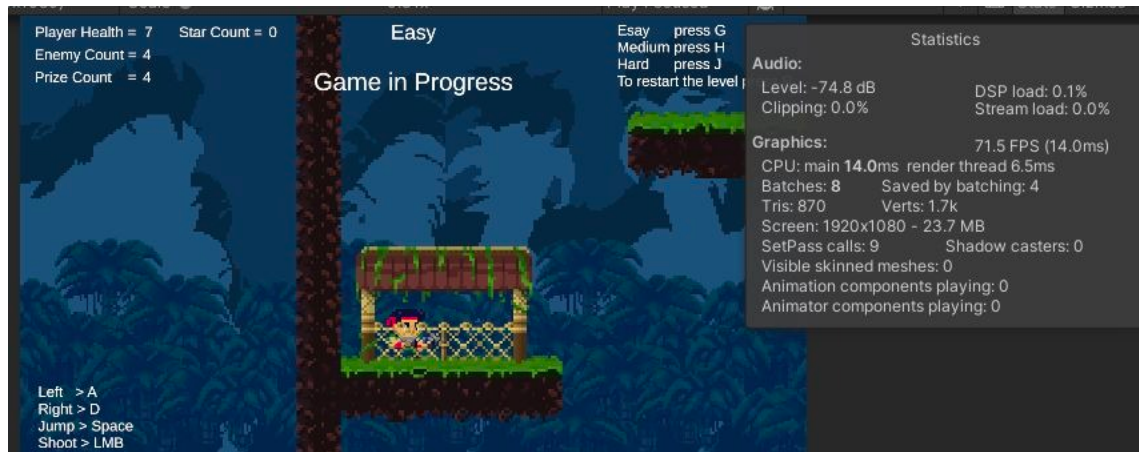 Player Health = 7 Star Count = 0
Enemy Count = 4
Prize Count = 4
Easy
Game in Progress
Esay press G
Medium press H
Hard press J
To restart the level
Left > A
Right > D
Jump > Space
Shoot > LMB
Statistics
Audio:
Level: -74.8 dB DSP load: 0.1%
Clipping: 0.0% Stream load: 0.0%
Graphics: 71.5 FPS (14.0ms)
CPU: main 14.0ms render thread 6.5ms
Batches: 8 Saved by batching: 4
Tris: 870 Verts: 1.7k
Screen: 1920x1080 - 23.7 MB
SetPass calls: 9 Shadow casters: 0
Visible skinned meshes: 0
Animation components playing: 0
Animator components playing: 0